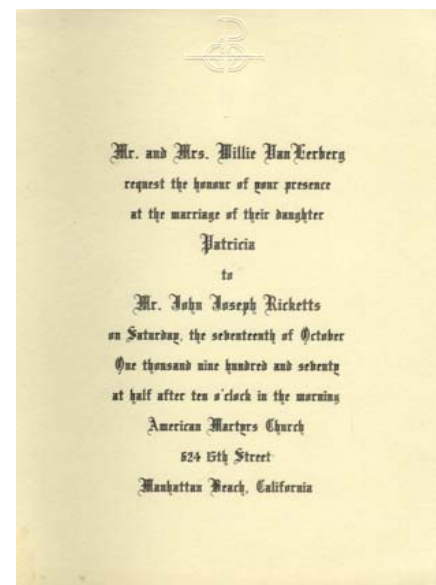 Mr. and Mrs. Willie Van Lerberg
request the honour of your presence
at the marriage of their daughter
Patricia
to
Mr. John Joseph Ricketts
on Saturday, the seventeenth of October
One thousand nine hundred and seventy
at half after ten o'clock in the morning
American Martyrs Church
624 15th Street
Manhattan Beach, California